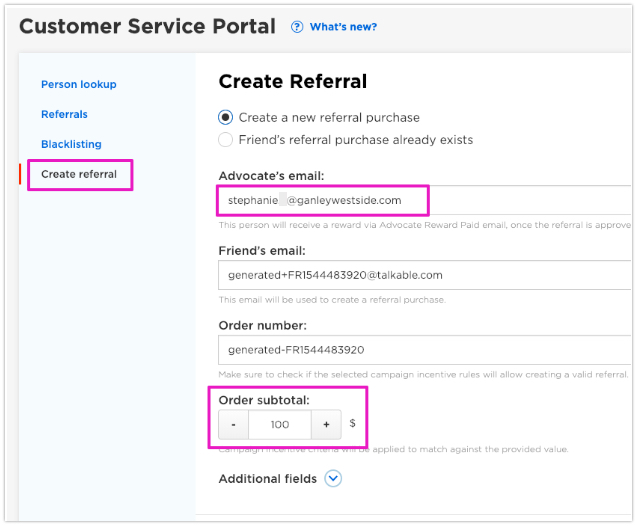 Customer Service Portal
? What's new?
Person lookup
Referrals
Blacklisting
Create referral
Create Referral
Create a new referral purchase
Friend's referral purchase already exists
Advocate's email:
stephanie @ganleywestside.com
This person will receive a reward via Advocate Reward Paid email, once the referral is approve
Friend's email:
generated+FR1544483920@talkable.com
This email will be used to create a referral purchase.
Order number:
generated-FR1544483920
Make sure to check if the selected campaign incentive rules will allow creating a valid referral.
Order subtotal:
- 100 + $
Campaign incentive criteria will be applied to match against the provided value.
Additional fields